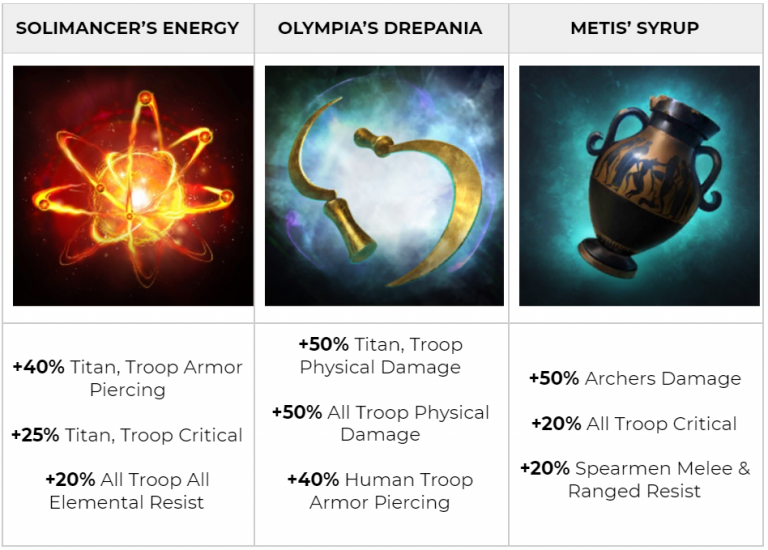 SOLIMANCER’S ENERGY
OLYMPIA’S DREPANIA
METIS’ SYRUP
+40% Titan, Troop Armor
Piercing
+25% Titan, Troop Critical
+20% All Troop All
Elemental Resist
+50% Titan, Troop
Physical Damage
+50% All Troop Physical
Damage
+40% Human Troop
Armor Piercing
+50% Archers Damage
+20% All Troop Critical
+20% Spearmen Melee &
Ranged Resist